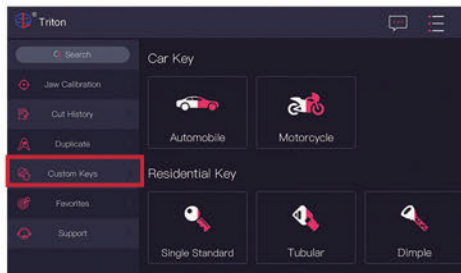 Triton
Search
Jaw Calibration
Cut History
Duplicate
Custom Keys
Favorites
Support
Car Key
Automobile
Motorcycle
Residential Key
Single Standard
Tubular
Dimple